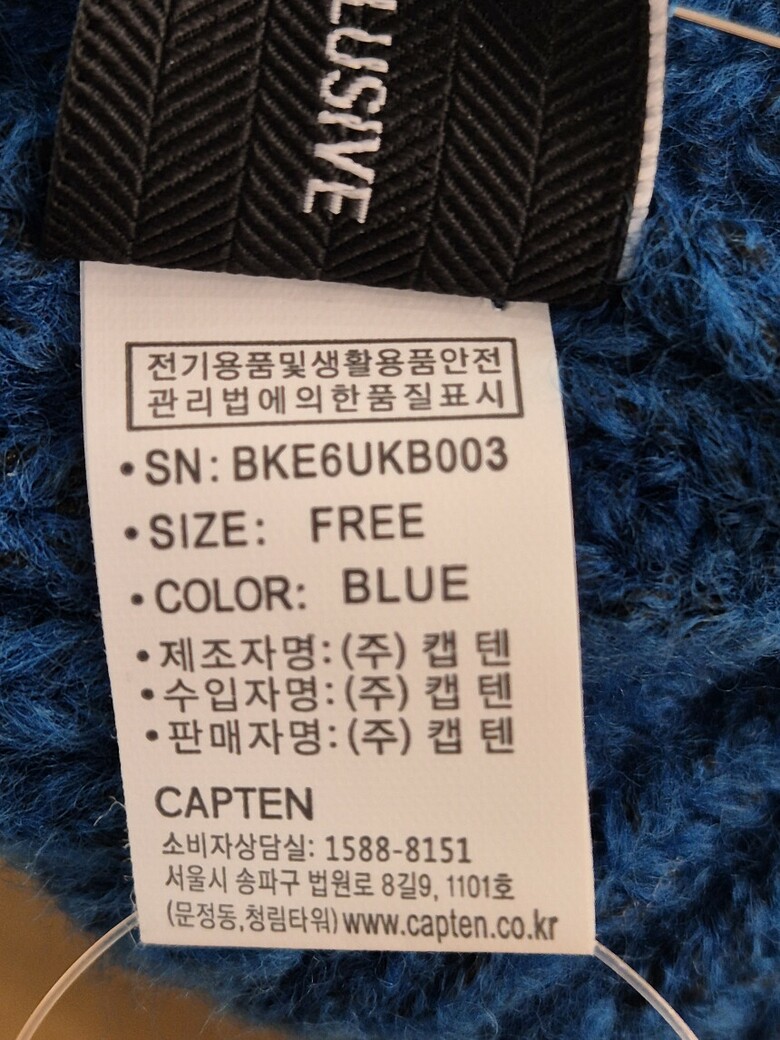 LUSIVE
전기용품및생활용품안전
관리법에의한품질표시
•SN: BKE6UKB003
•SIZE: FREE
•COLOR: BLUE
•제조자명:(주) 캡 텐
•수입자명:(주) 캡 텐
•판매자명:(주) 캡 텐
CAPTEN
소비자상담실: 1588-8151
서울시 송파구 법원로 8길9, 1101호
(문정동,청림타워)www.capten.co.kr